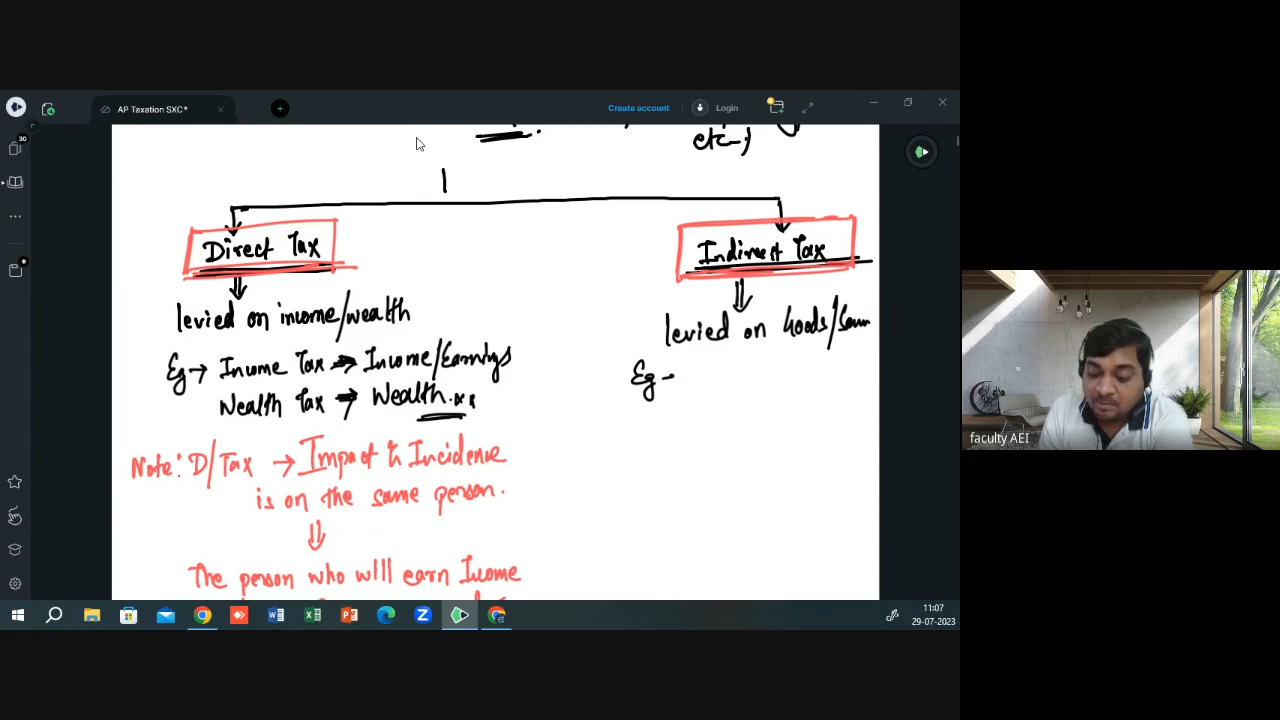 AP Taxation SXC*
Create account
Login
30
etc-,)
Direct Tax
Indirect Tax
levied on income/wealth
levied on Goods/
Eg → Income Tax → Income/Earnings
Wealth Tax → Wealth.xx
Eg -
Note: D/Tax → Impact & Incidence
is on the same person.
The person who will earn Income
faculty AEI
11:07
29-07-2023